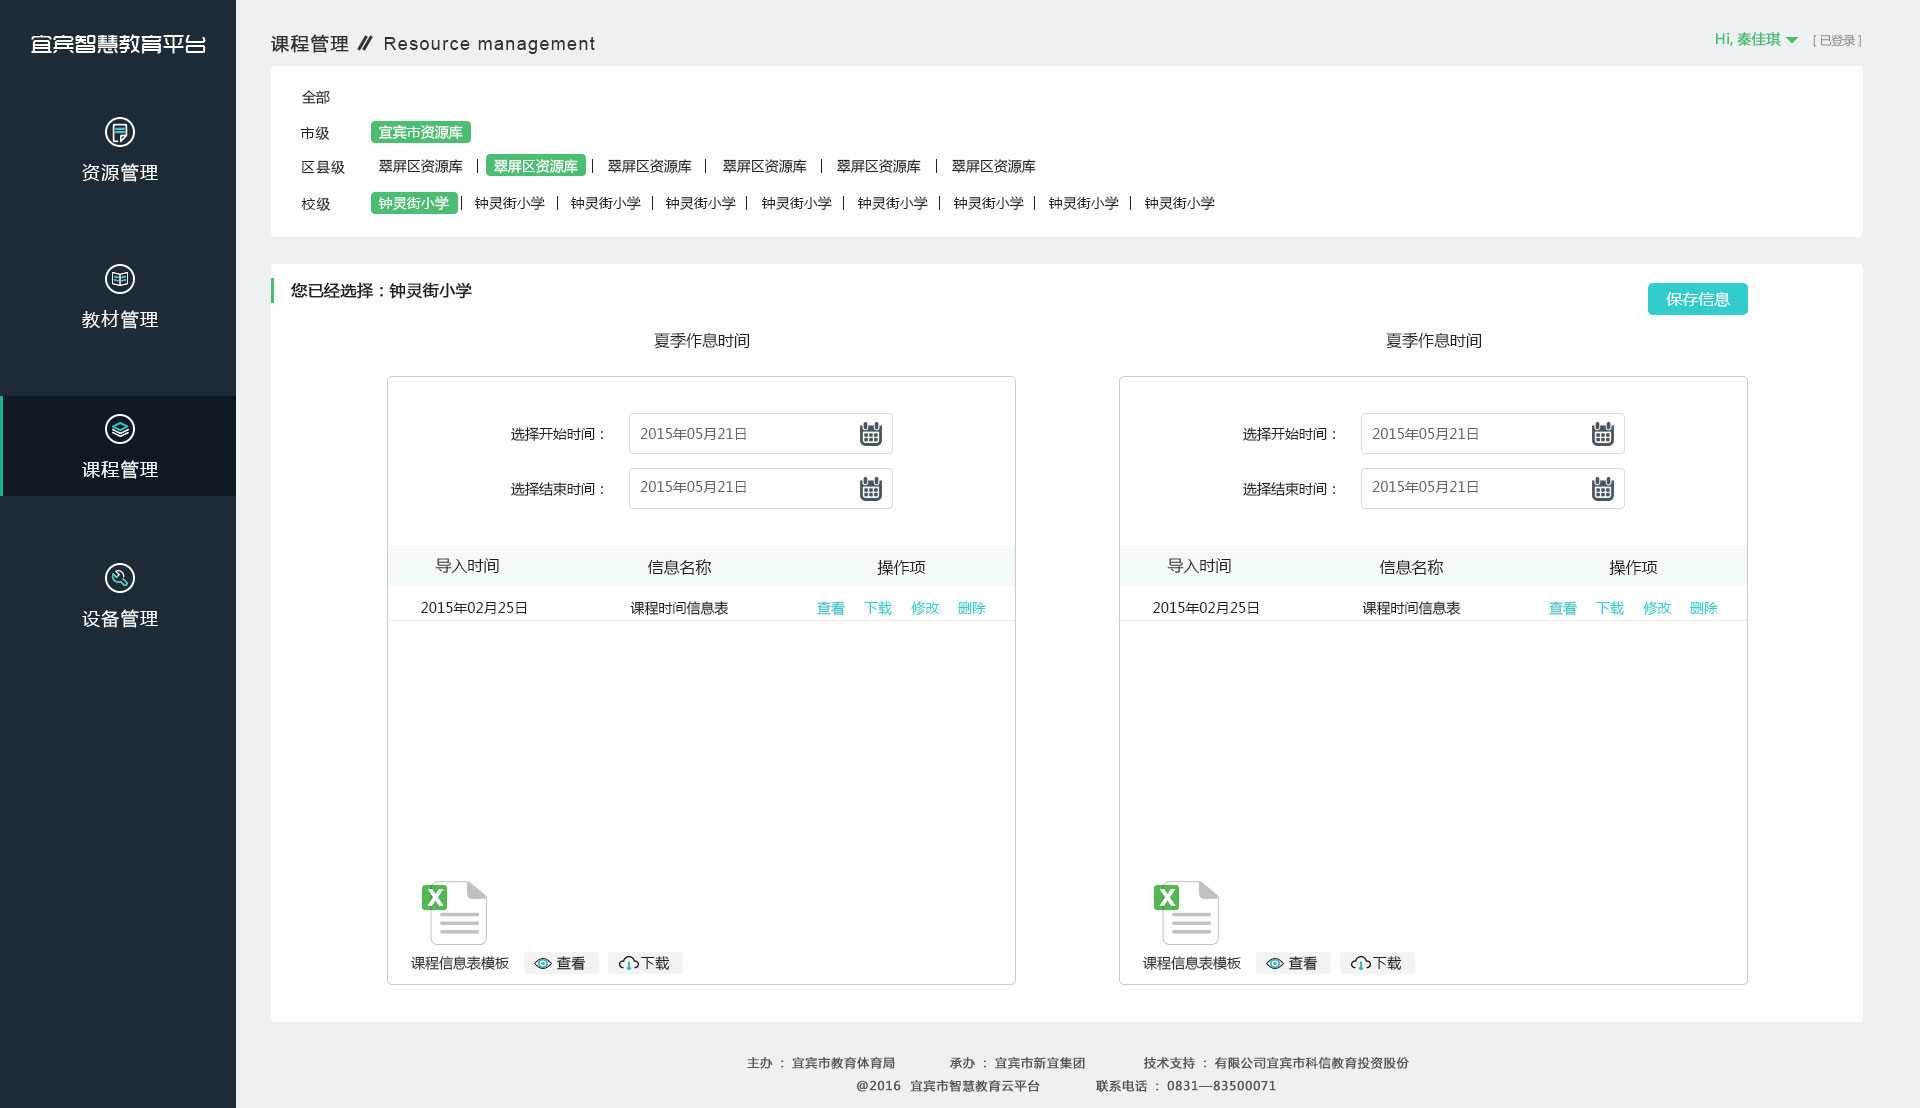 宜宾智慧教育平台
资源管理
教材管理
课程管理
设备管理
课程管理 // Resource management
Hi, 秦佳琪 [ 已登录 ]
全部
市级 宜宾市资源库
区县级 翠屏区资源库 | 翠屏区资源库 | 翠屏区资源库 | 翠屏区资源库 | 翠屏区资源库 | 翠屏区资源库
校级 钟灵街小学 | 钟灵街小学 | 钟灵街小学 | 钟灵街小学 | 钟灵街小学 | 钟灵街小学 | 钟灵街小学 | 钟灵街小学 | 钟灵街小学
您已经选择：钟灵街小学
保存信息
夏季作息时间
选择开始时间： 2015年05月21日
选择结束时间： 2015年05月21日
导入时间 信息名称 操作项
2015年02月25日 课程时间信息表 查看 下载 修改 删除
X
课程信息表模板 查看 下载
夏季作息时间
选择开始时间： 2015年05月21日
选择结束时间： 2015年05月21日
导入时间 信息名称 操作项
2015年02月25日 课程时间信息表 查看 下载 修改 删除
X
课程信息表模板 查看 下载
主办 ： 宜宾市教育体育局 承办 ： 宜宾市新宜集团 技术支持 ： 有限公司宜宾市科信教育投资股份
@2016 宜宾市智慧教育云平台 联系电话 ： 0831—83500071